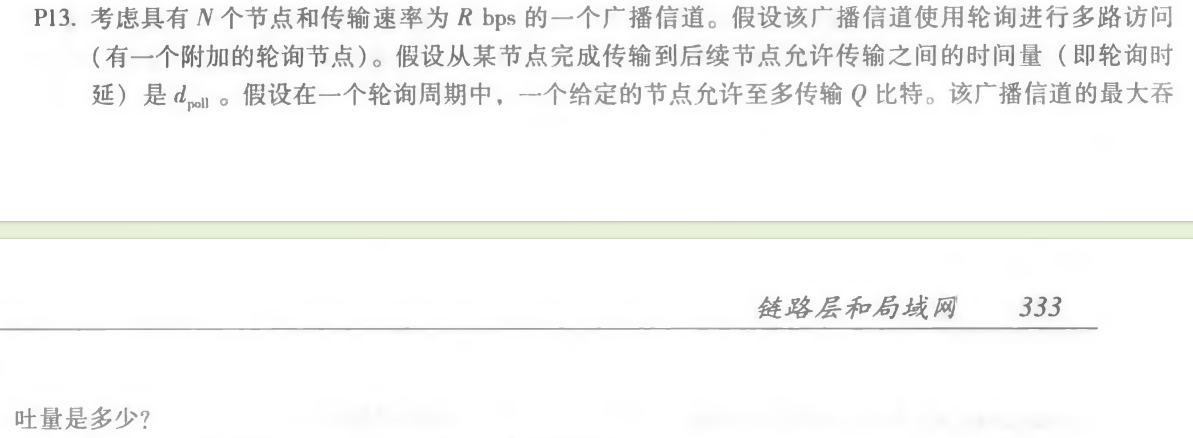 P13. 考虑具有 N 个节点和传输速率为 R bps 的一个广播信道。假设该广播信道使用轮询进行多路访问
(有一个附加的轮询节点)。假设从某节点完成传输到后续节点允许传输之间的时间量（即轮询时
延）是 d_poll 。假设在一个轮询周期中，一个给定的节点允许至多传输 Q 比特。该广播信道的最大吞
链路层和局域网 333
吐量是多少?